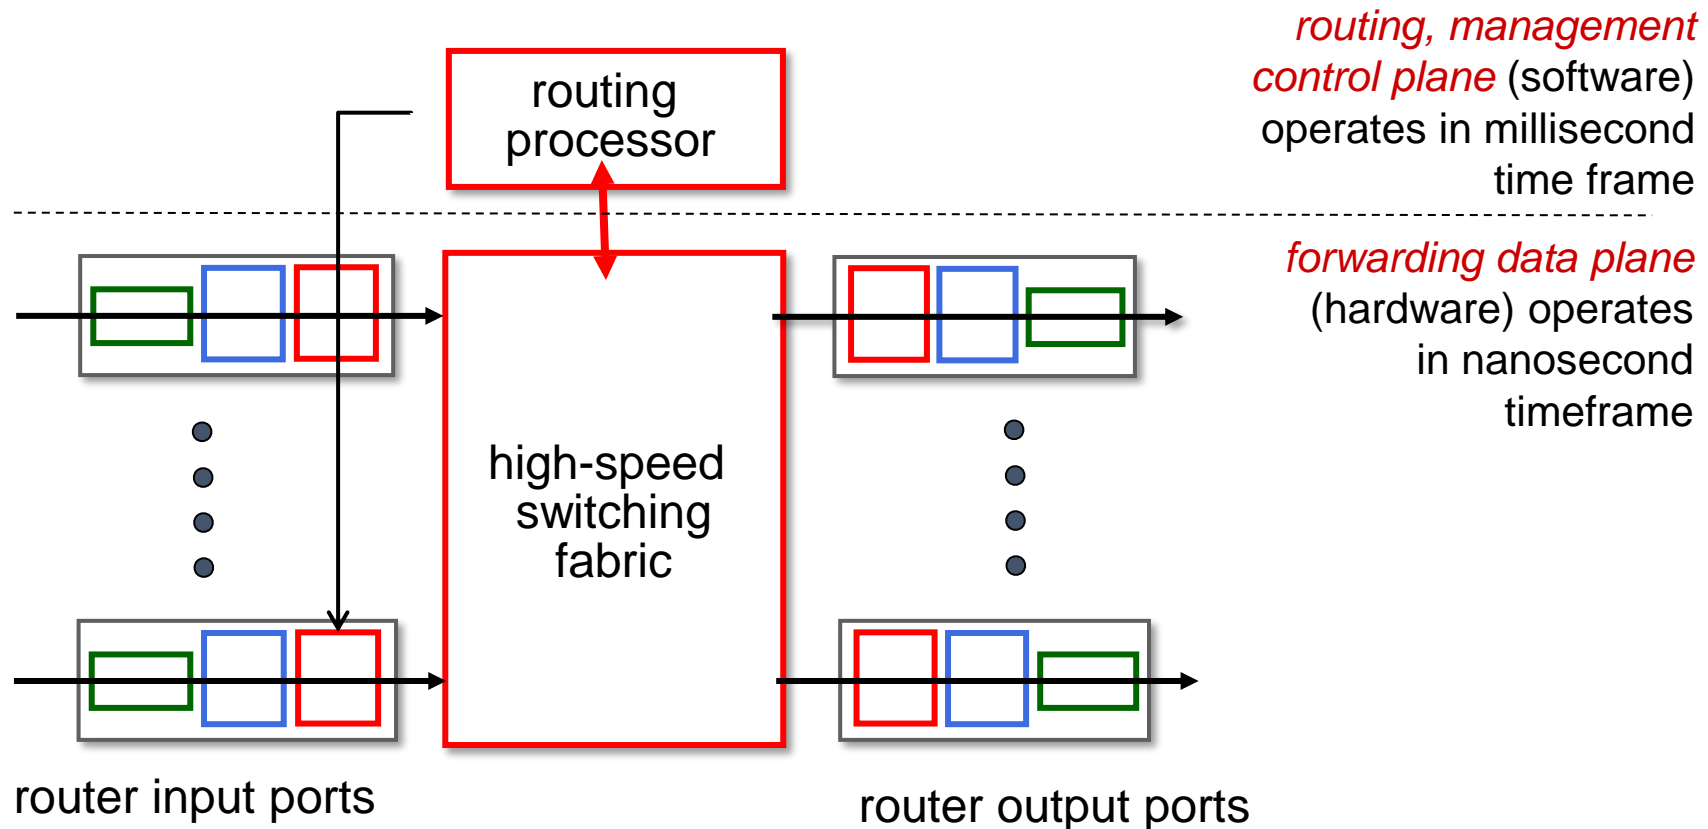 routing, management
control plane (software)
operates in millisecond
time frame
routing
processor
forwarding data plane
(hardware) operates
in nanosecond
timeframe
high-speed
switching
fabric
router input ports
router output ports